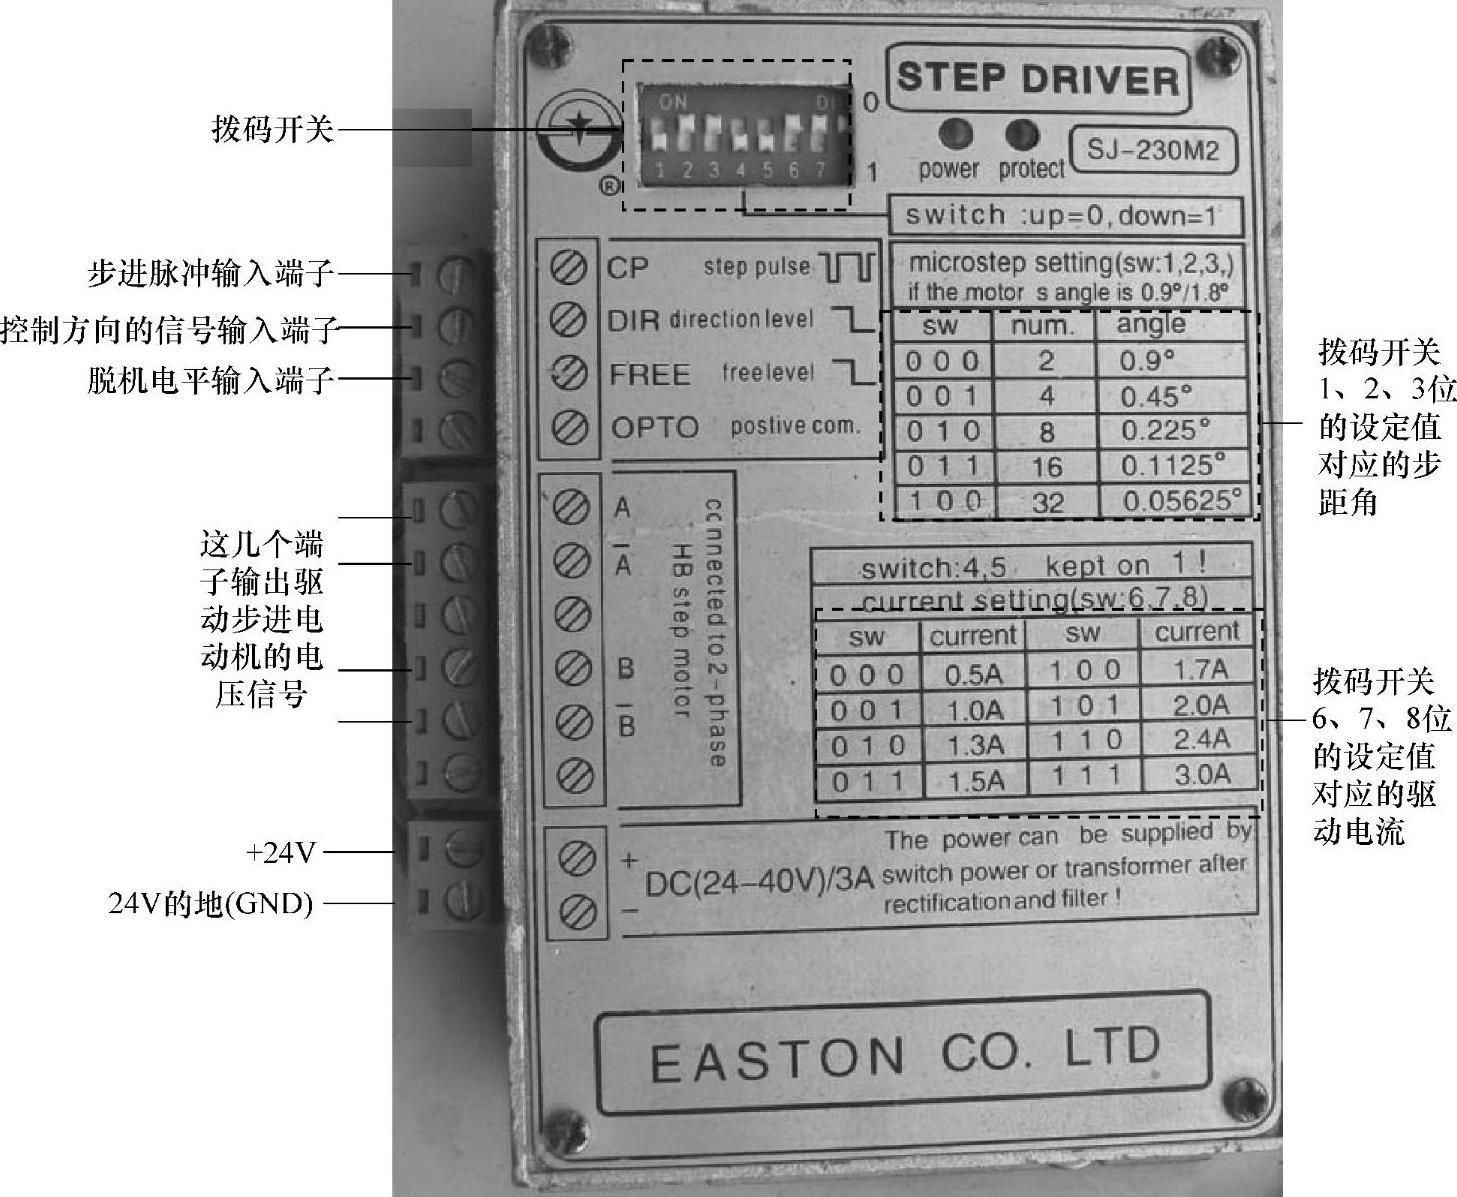 拨码开关
步进脉冲输入端子
控制方向的信号输入端子
脱机电平输入端子
这几个端
子输出驱
动步进电
动机的电
压信号
+24V
24V的地(GND)
ON
1 2 3 4 5 6 7
0
1
®
STEP DRIVER
power protect
SJ-230M2
switch :up=0,down=1
CP step pulse
DIR direction level
FREE free level
OPTO postive com.
microstep setting(sw:1,2,3,)
if the motor s angle is 0.9°/1.8°
sw num. angle
0 0 0 2 0.9°
0 0 1 4 0.45°
0 1 0 8 0.225°
0 1 1 16 0.1125°
1 0 0 32 0.05625°
A
A̅
B
B̅
connected to 2-phase
HB step motor
switch:4,5 kept on 1 !
current setting(sw:6,7,8)
sw current sw current
0 0 0 0.5A 1 0 0 1.7A
0 0 1 1.0A 1 0 1 2.0A
0 1 0 1.3A 1 1 0 2.4A
0 1 1 1.5A 1 1 1 3.0A
+
−
DC(24-40V)/3A
The power can be supplied by
switch power or transformer after
rectification and filter !
EASTON CO. LTD
拨码开关
1、2、3位
的设定值
对应的步
距角
拨码开关
6、7、8位
的设定值
对应的驱
动电流